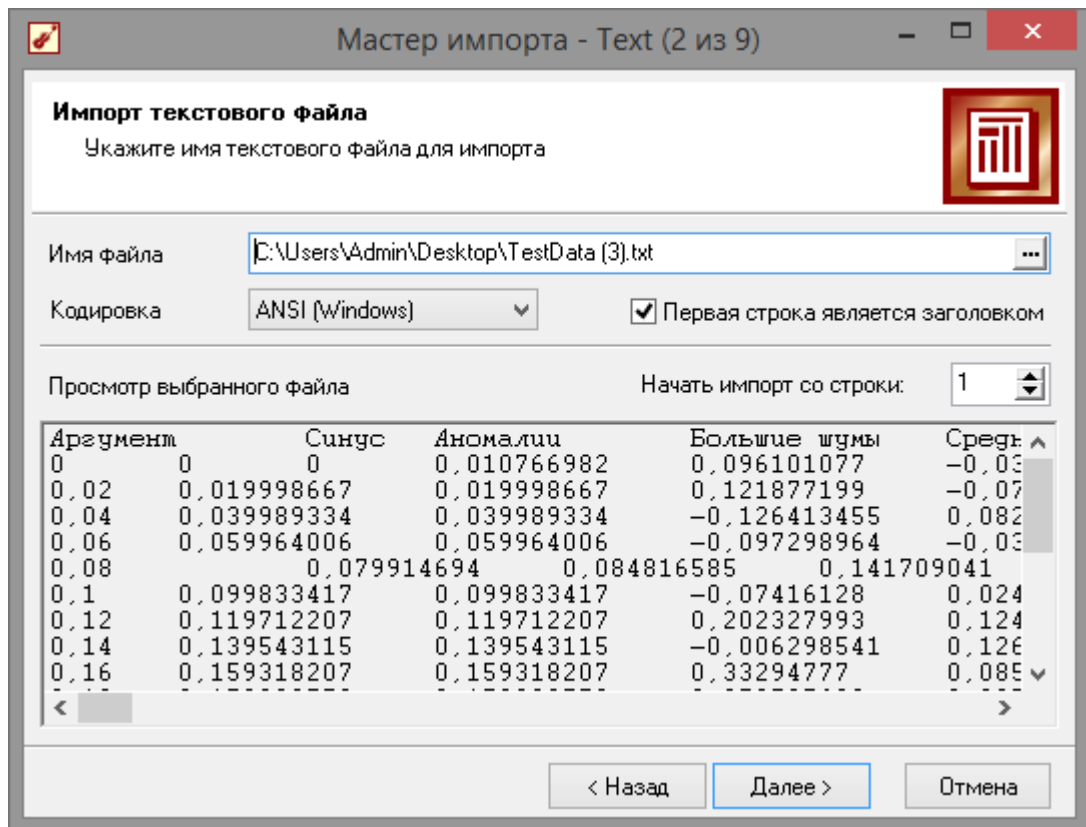 Мастер импорта - Text (2 из 9)
Импорт текстового файла
Укажите имя текстового файла для импорта
Имя файла C:\Users\Admin\Desktop\TestData (3).txt ...
Кодировка ANSI (Windows) Первая строка является заголовком
Просмотр выбранного файла Начать импорт со строки: 1
Аргумент Синус Аномалии Большие шумы
0 0 0 0,010766982 0,096101077 -0,03
0,02 0,019998667 0,019998667 0,121877199 -0,07
0,04 0,039989334 0,039989334 -0,126413455 0,082
0,06 0,059964006 0,059964006 -0,097298964 -0,03
0,08 0,079914694 0,084816585 0,141709041
0,1 0,099833417 0,099833417 -0,07416128 0,024
0,12 0,119712207 0,119712207 0,202327993 0,124
0,14 0,139543115 0,139543115 -0,006298541 0,126
0,16 0,159318207 0,159318207 0,33294777 0,085
< Назад Далее > Отмена